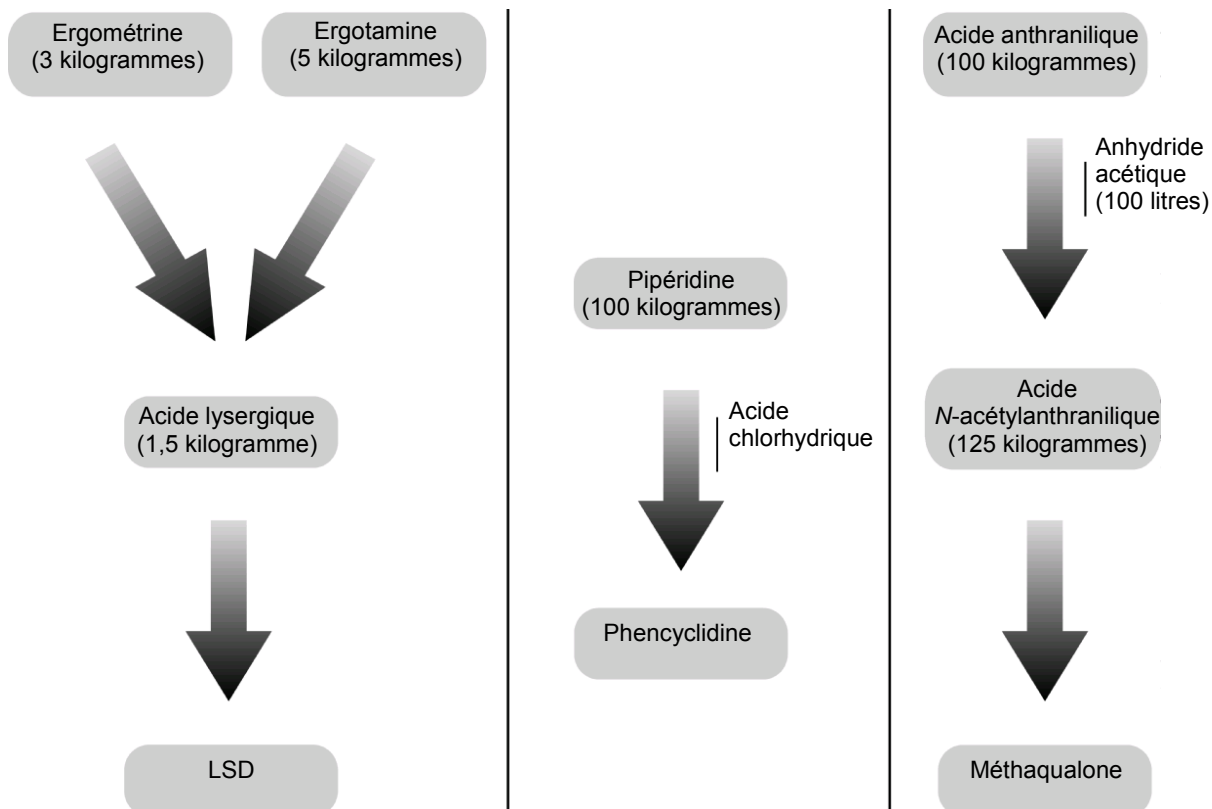 Ergométrine
(3 kilogrammes)
Ergotamine
(5 kilogrammes)
Acide lysergique
(1,5 kilogramme)
LSD
Pipéridine
(100 kilogrammes)
Acide
chlorhydrique
Phencyclidine
Acide anthranilique
(100 kilogrammes)
Anhydride
acétique
(100 litres)
Acide
N-acétylanthranilique
(125 kilogrammes)
Méthaqualone